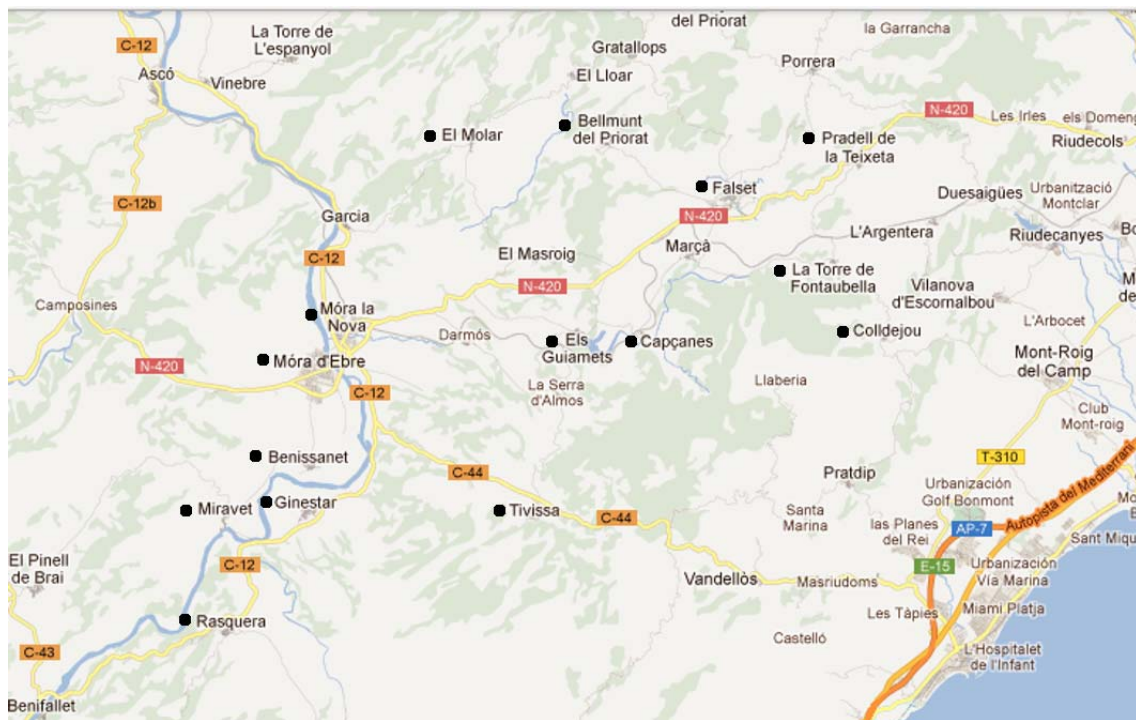 del Priorat
la Garrancha
La Torre de
L'espanyol
C-12
Gratallops
Porrera
Ascó
Vinebre
El Lloar
N-420
Les Irles
els Domeng
Bellmunt
del Priorat
El Molar
Pradell de
la Teixeta
Riudecols
Falset
Duesaigües
Urbanització
Montclar
C-12b
Garcia
N-420
Marçà
L'Argentera
Riudecanyes
El Masroig
C-12
La Torre de
Fontaubella
Vilanova
d'Escornalbou
N-420
Camposines
Móra la
Nova
Darmós
Els
Guiamets
Capçanes
Colldejou
L'Arbocet
Móra d'Ebre
N-420
Mont-Roig
del Camp
La Serra
d'Almos
Llaberia
C-12
Club
Mont-roig
Benissanet
T-310
C-44
Pratdip
Urbanización
Golf Bonmont
Autopista del Mediterrani
Miravet
Ginestar
Tivissa
C-44
Santa
Marina
las Planes
del Rei
AP-7
Sant Miqu
El Pinell
de Brai
C-12
E-15
Urbanización
Vía Marina
Vandellòs
Masriudoms
Les Tàpies
Miami Platja
Rasquera
Castelló
C-43
L'Hospitalet
de l'Infant
Benifallet